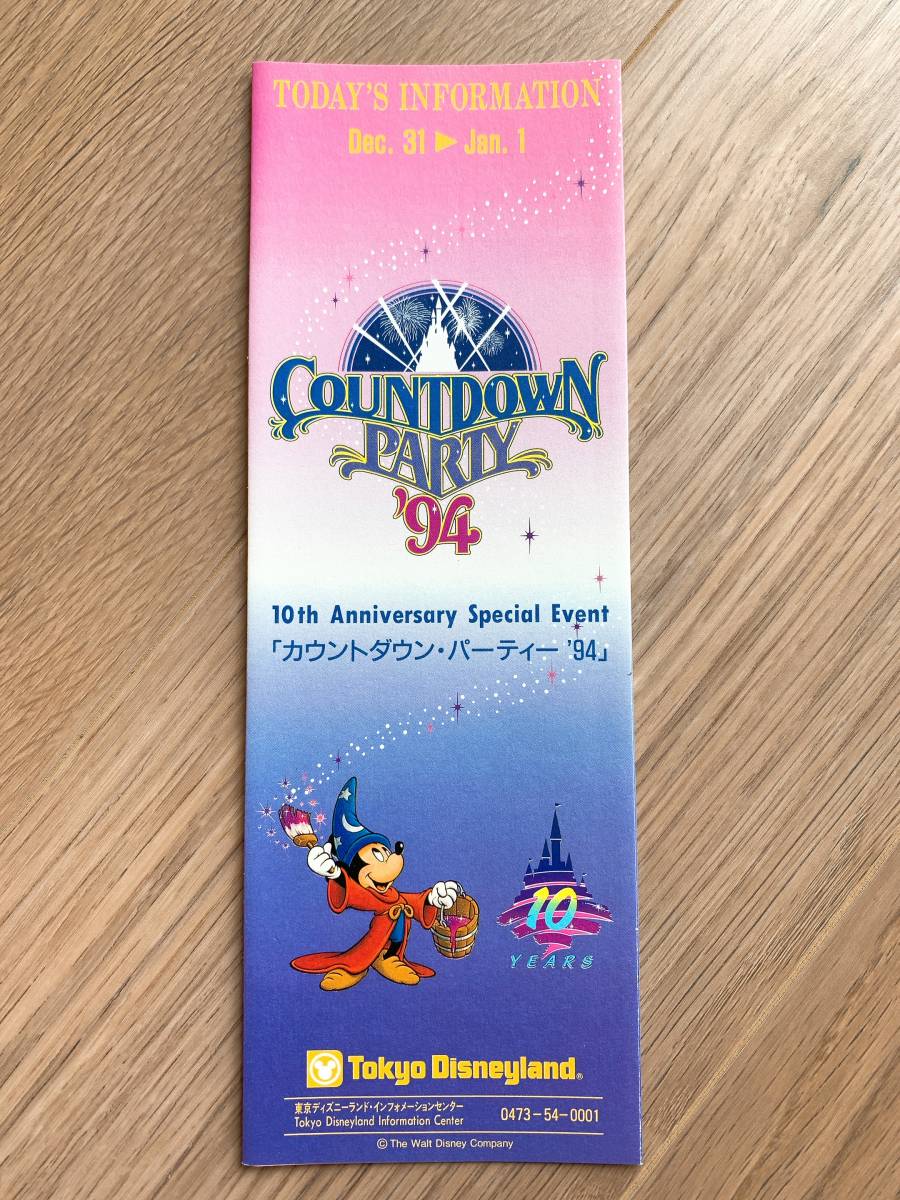 TODAY'S INFORMATION
Dec. 31 ▶ Jan. 1
COUNTDOWN
PARTY
'94
10th Anniversary Special Event
「カウントダウン・パーティー '94」
10
YEARS
Tokyo Disneyland®
東京ディズニーランド・インフォメーションセンター
Tokyo Disneyland Information Center
0473-54-0001
© The Walt Disney Company